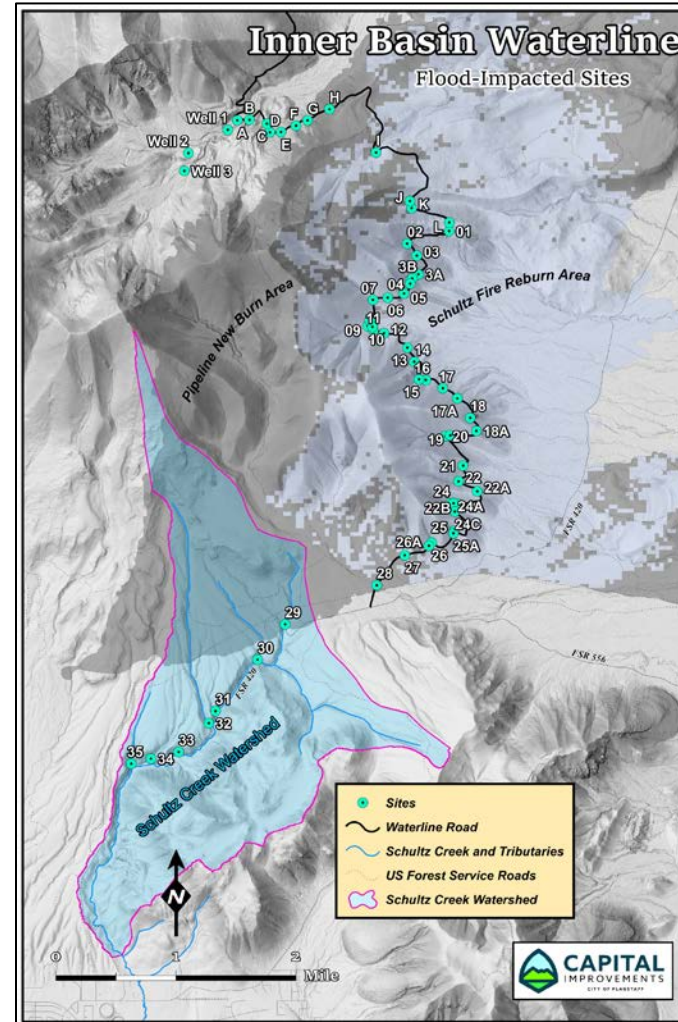 Inner Basin Waterline
Flood-Impacted Sites
H
G
F
B
D
Well 1
A
C
E
I
Well 2
Well 3
J
K
L
01
02
03
3B
3A
04
05
07
06
Pipeline New Burn Area
Schultz Fire Reburn Area
11
09
10
12
14
13
16
15
17
17A
18
19
20
18A
21
22
24
22A
22B
24A
24C
25
26A
25A
26
27
28
FSR 420
29
FSR 556
30
FSR 420
31
32
33
34
35
Schultz Creek Watershed
N
0
1
2
Mile
Sites
Waterline Road
Schultz Creek and Tributaries
US Forest Service Roads
Schultz Creek Watershed
CAPITAL
IMPROVEMENTS
CITY OF FLAGSTAFF